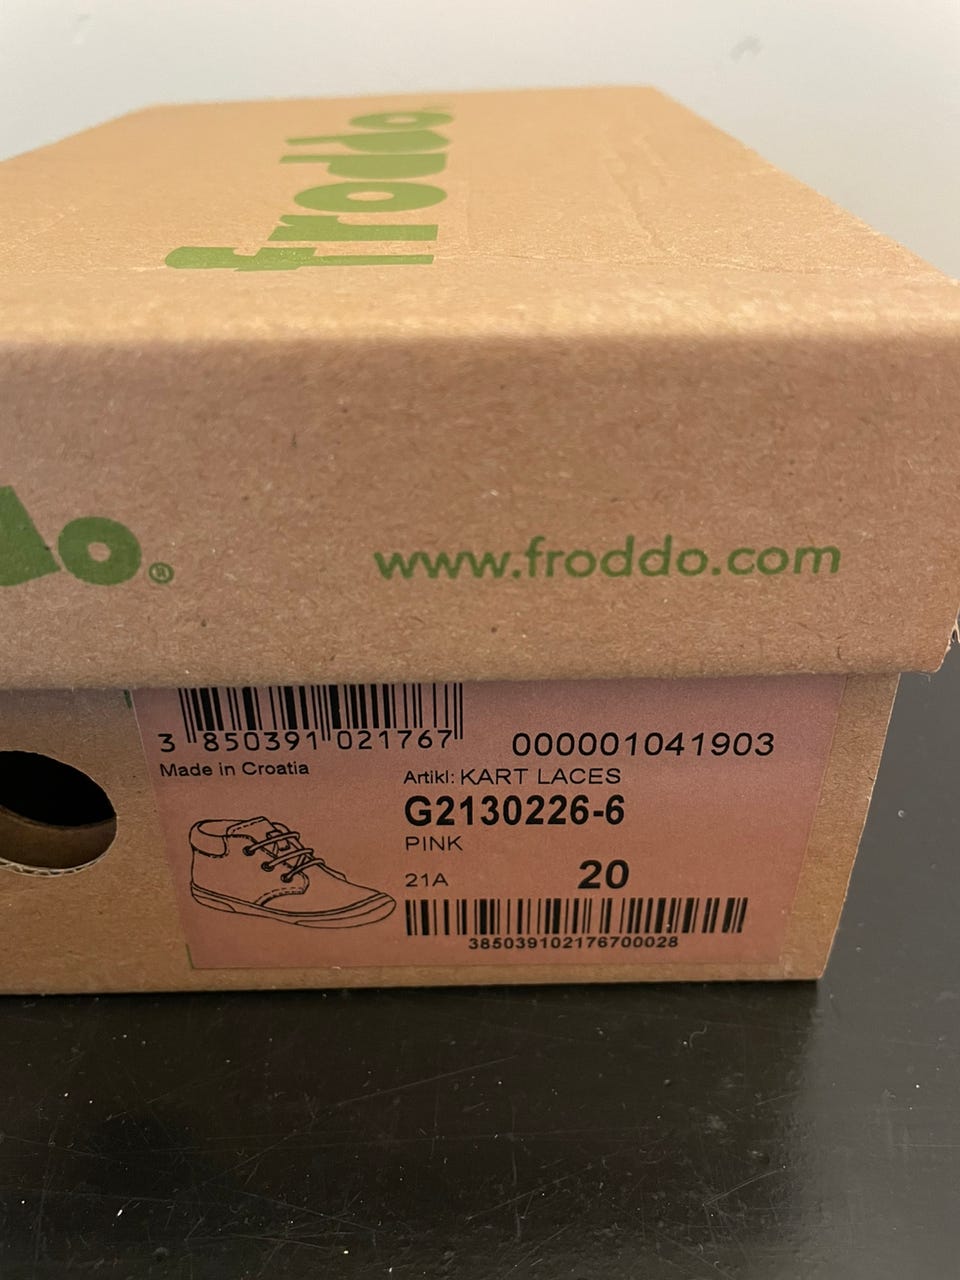 froddo
do®
www.froddo.com
3 850391 021767
000001041903
Made in Croatia
Artikl: KART LACES
G2130226-6
PINK
21A 20
385039102176700028